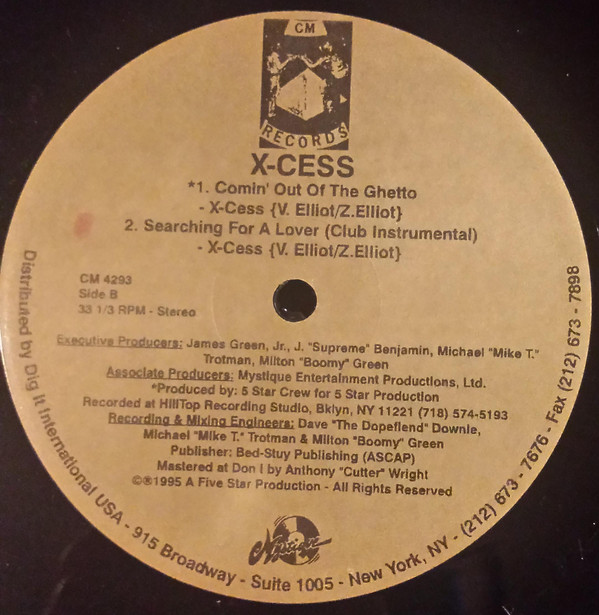 CM
RECORDS
X-CESS
*1. Comin' Out Of The Ghetto
- X-Cess {V. Elliot/Z.Elliot}
2. Searching For A Lover (Club Instrumental)
- X-Cess {V. Elliot/Z.Elliot}
CM 4293
Side B
33 1/3 RPM - Stereo
Executive Producers: James Green, Jr., J. "Supreme" Benjamin, Michael "Mike T."
Trotman, Milton "Boomy" Green
Associate Producers: Mystique Entertainment Productions, Ltd.
*Produced by: 5 Star Crew for 5 Star Production
Recorded at HillTop Recording Studio, Bklyn, NY 11221 (718) 574-5193
Recording & Mixing Engineers: Dave "The Dopefiend" Downie,
Michael "Mike T." Trotman & Milton "Boomy" Green
Publisher: Bed-Stuy Publishing (ASCAP)
Mastered at Don I by Anthony "Cutter" Wright
©®1995 A Five Star Production - All Rights Reserved
Distributed by Dig It International USA - 915 Broadway - Suite 1005 - New York, NY - (212) 673 - 7676 - Fax (212) 673 - 7898